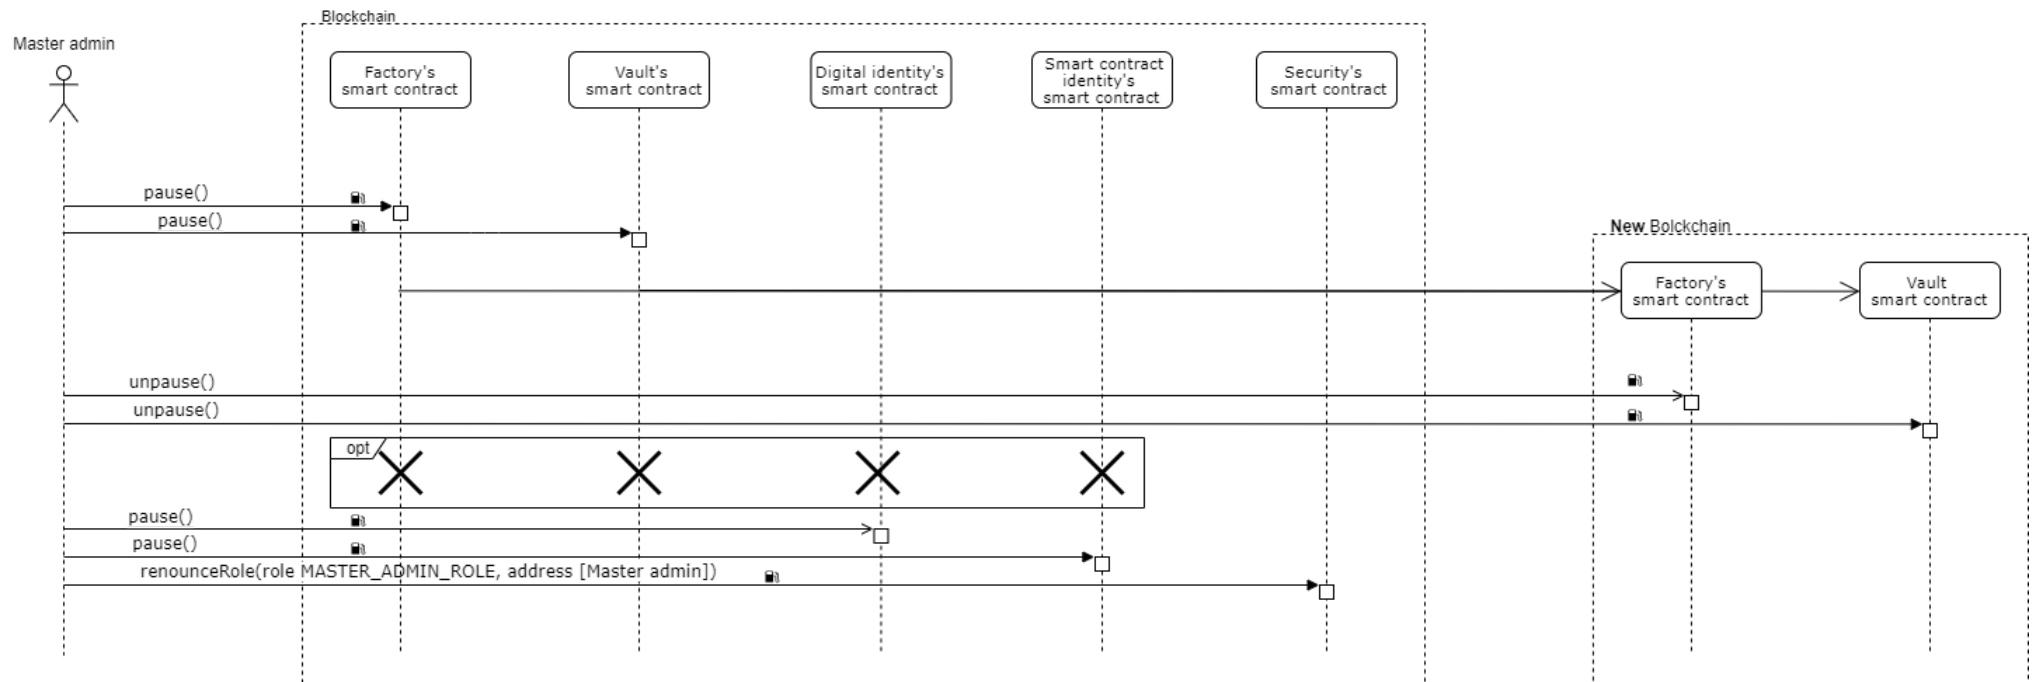 Blockchain
Master admin
Factory's
smart contract
Vault's
smart contract
Digital identity's
smart contract
Smart contract
identity's
smart contract
Security's
smart contract
pause()
pause()
New Bolckchain
Factory's
smart contract
Vault
smart contract
unpause()
unpause()
opt
pause()
pause()
renounceRole(role MASTER_ADMIN_ROLE, address [Master admin])